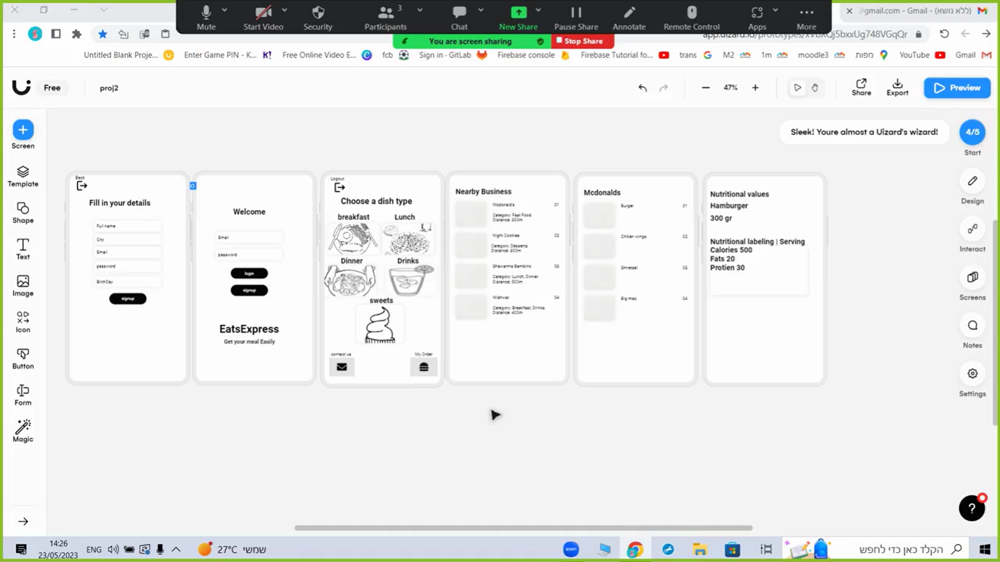 Mute
Start Video
Security
3
Participants
Chat
New Share
Pause Share
Annotate
Remote Control
Apps
More
@gmail.com - Gmail - (ללא נושא)
You are screen sharing
Stop Share
app.uizard.io/prototypes/xVbXQj5bxxUg748VGqQr
Untitled Blank Proje...
Enter Game PIN - K...
K!
Free Online Video E...
fcb
Sign in - GitLab
Firebase console
Firebase Tutorial fo...
trans
M2
1m
moodle3
מפות
YouTube
Gmail
Free
proj2
47%
Share
Export
Preview
Sleek! Youre almost a Uizard's wizard!
4/5
Start
Screen
Template
Shape
Text
Image
Icon
Button
Form
Magic
Design
Interact
Screens
Notes
Settings
Back
Fill in your details
Full name
City
Email
password
BirthDay
signup
Welcome
Email
password
login
signup
EatsExpress
Get your meal Easily
Logout
Choose a dish type
breakfast
Lunch
Dinner
Drinks
sweets
contact us
My Order
Nearby Business
Mcdonald's
01
Category: Fast Food
Distance: 300m
Night Cookies
02
Category: Desserts
Distance: 300m
Shawarma Bambino
03
Category: Lunch, Dinner
Distance: 500m
Mishwar
04
Category: Breakfast, Drinks
Distance: 400m
Mcdonalds
Burger
01
Chiken wings
02
Shnetsel
03
Big mac
04
Nutritional values
Hamburger
300 gr
Nutritional labeling | Serving
Calories 500
Fats 20
Protien 30
?
14:26
23/05/2023
ENG
27°C שמשי
zoom
הקלד כאן כדי לחפש